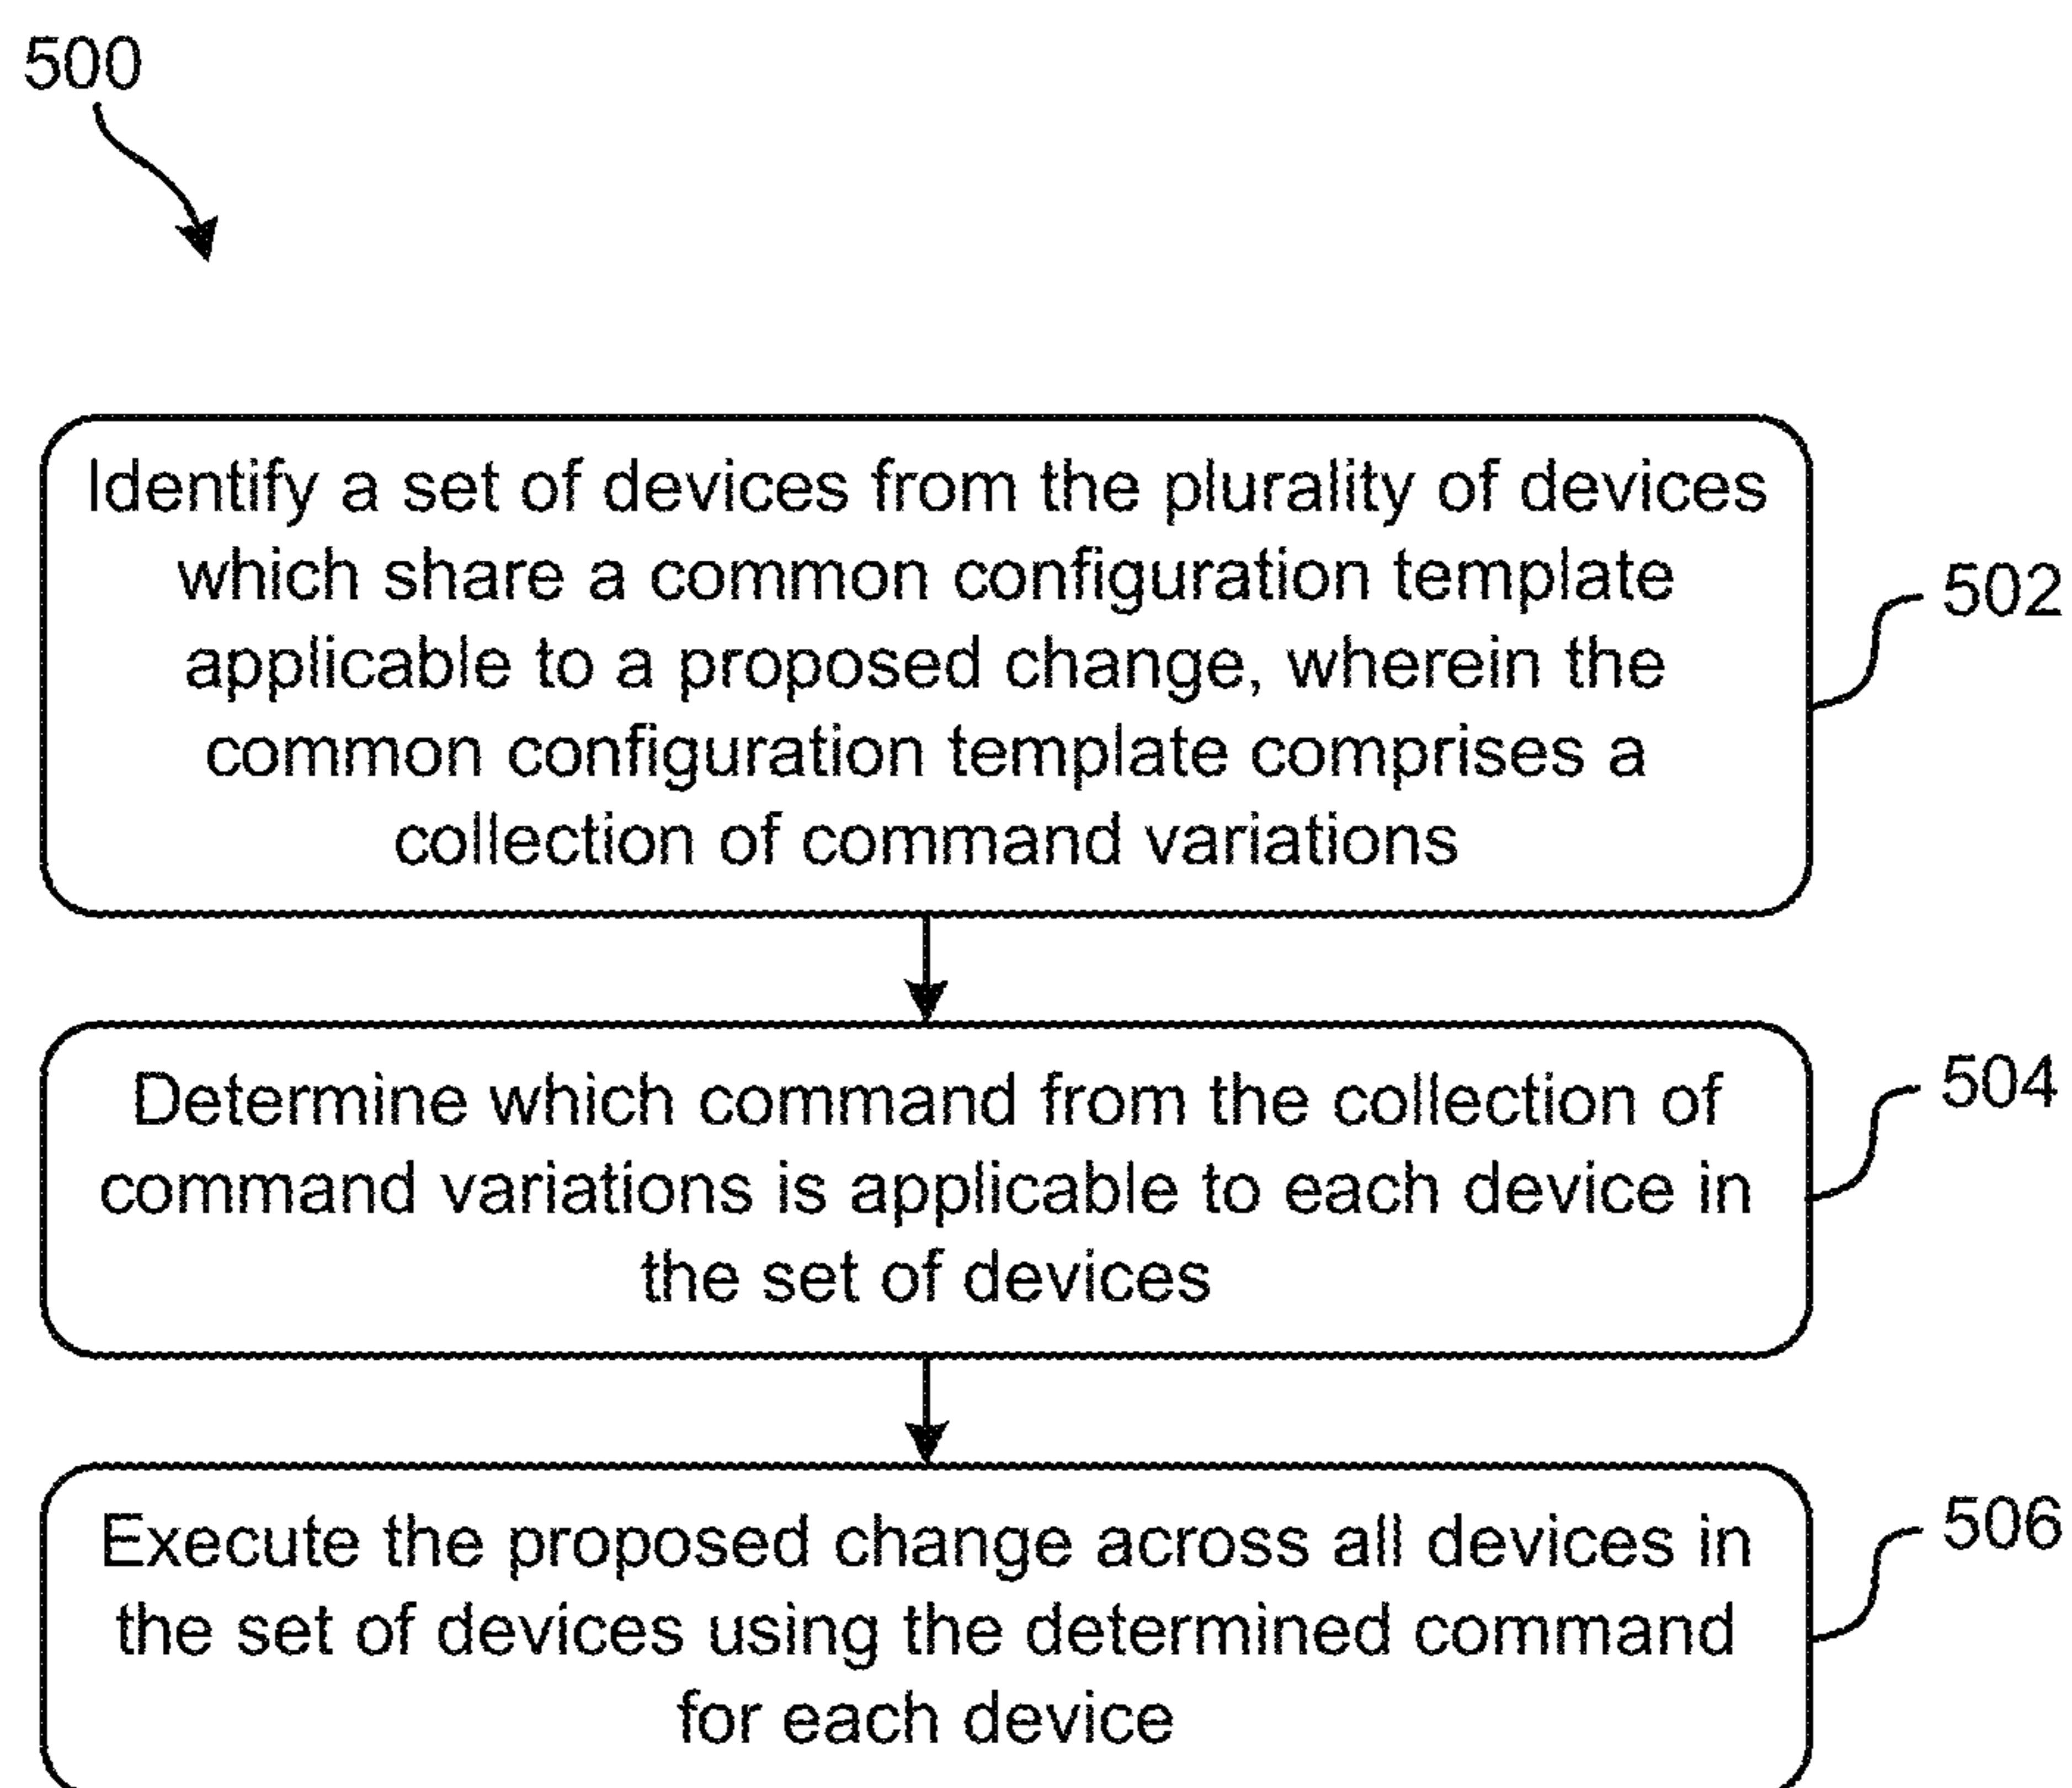 500
Identify a set of devices from the plurality of devices
which share a common configuration template
applicable to a proposed change, wherein the
common configuration template comprises a
collection of command variations
502
Determine which command from the collection of
command variations is applicable to each device in
the set of devices
504
Execute the proposed change across all devices in
the set of devices using the determined command
for each device
506